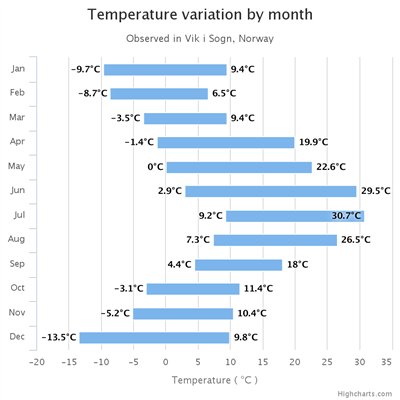 Temperature variation by month
Observed in Vik i Sogn, Norway
Jan −9.7°C 9.4°C
Feb −8.7°C 6.5°C
Mar −3.5°C 9.4°C
Apr −1.4°C 19.9°C
May 0°C 22.6°C
Jun 2.9°C 29.5°C
Jul 9.2°C 30.7°C
Aug 7.3°C 26.5°C
Sep 4.4°C 18°C
Oct −3.1°C 11.4°C
Nov −5.2°C 10.4°C
Dec −13.5°C 9.8°C
−20 −15 −10 −5 0 5 10 15 20 25 30 35
Temperature ( °C )
Highcharts.com